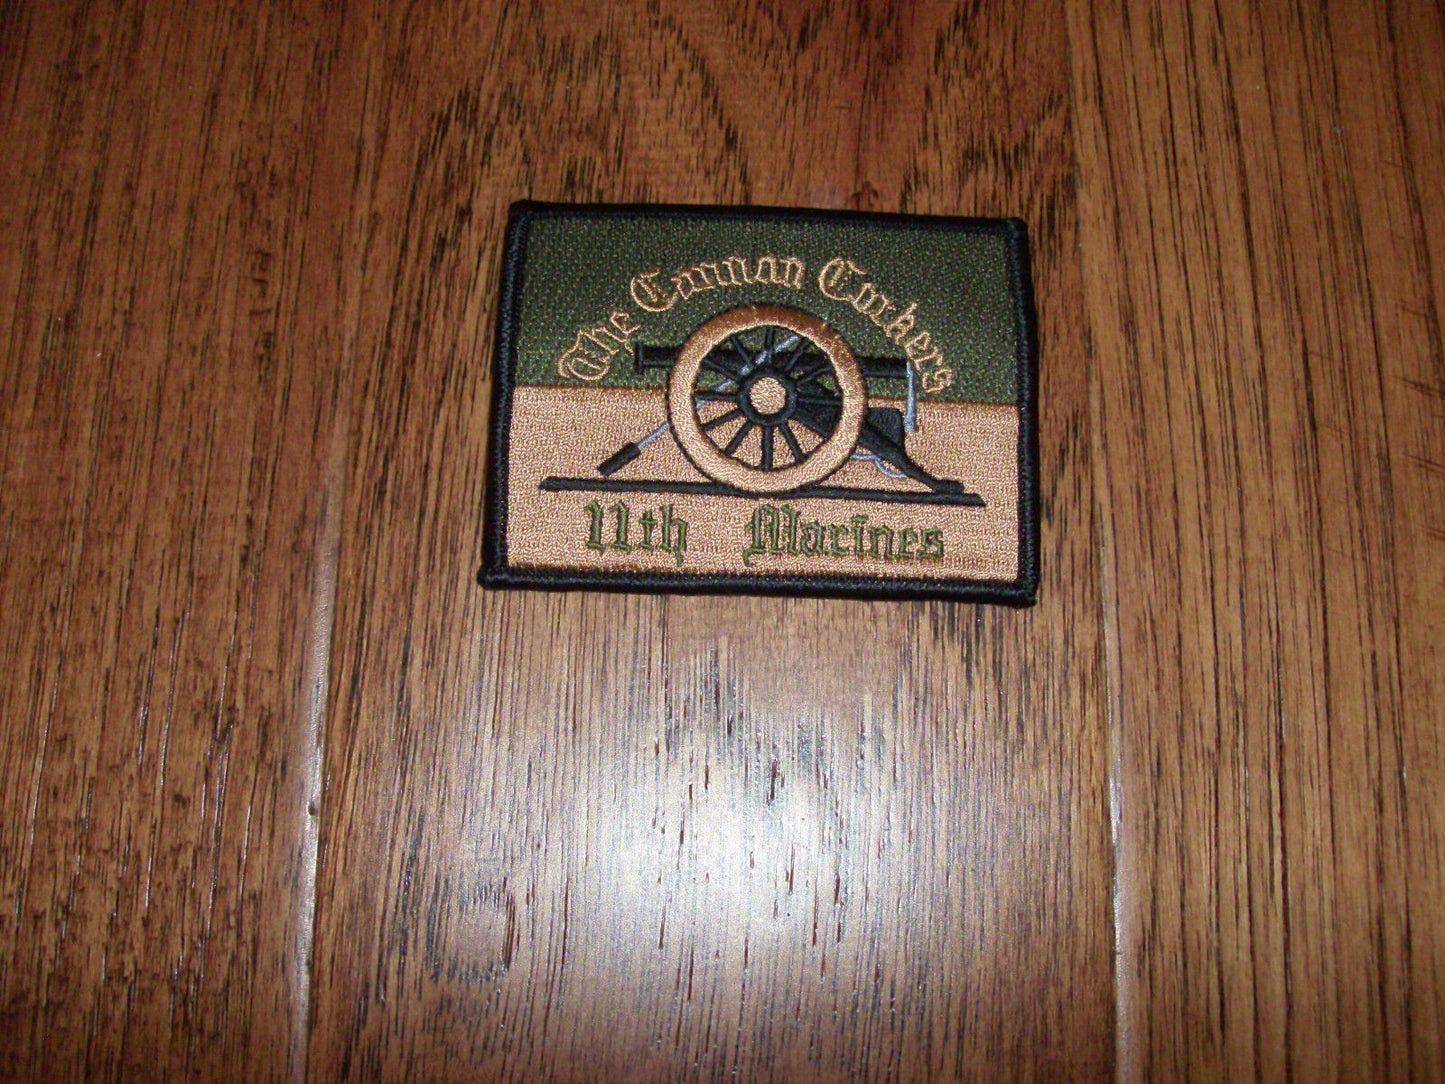 The Cannon Cockers
11th Marines